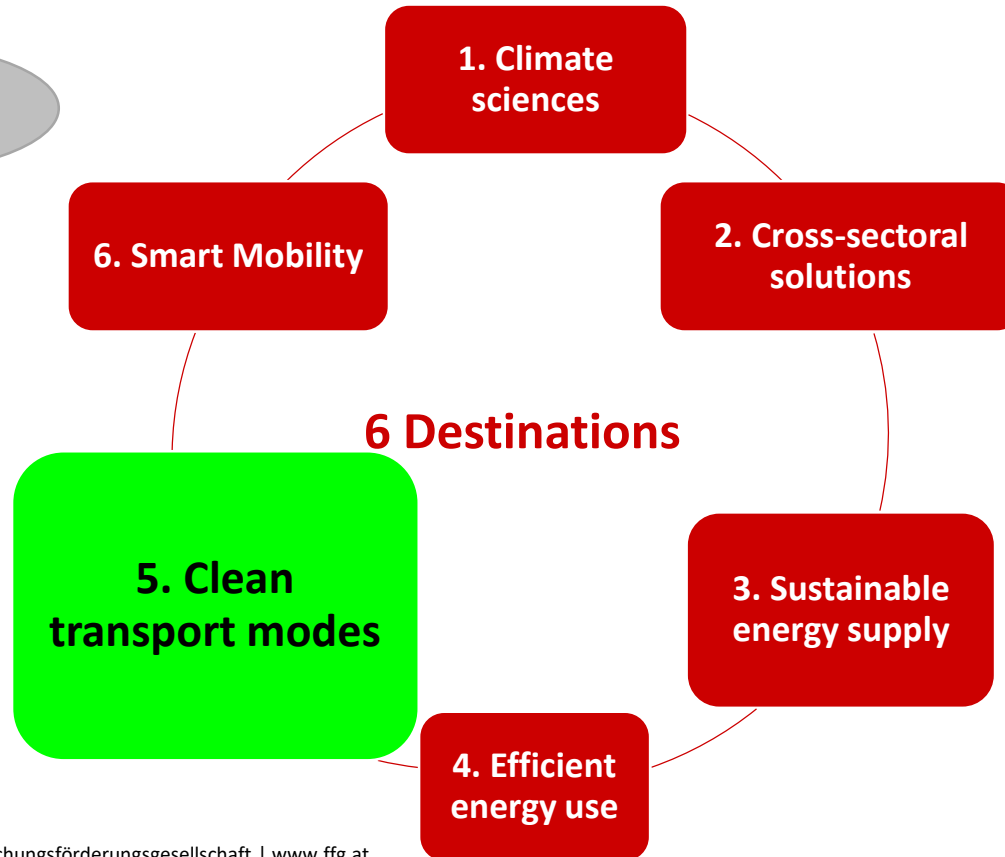 1. Climate
sciences
2. Cross-sectoral
solutions
6. Smart Mobility
6 Destinations
5. Clean
transport modes
3. Sustainable
energy supply
4. Efficient
energy use
chungsförderungsgesellschaft | www.ffg.at